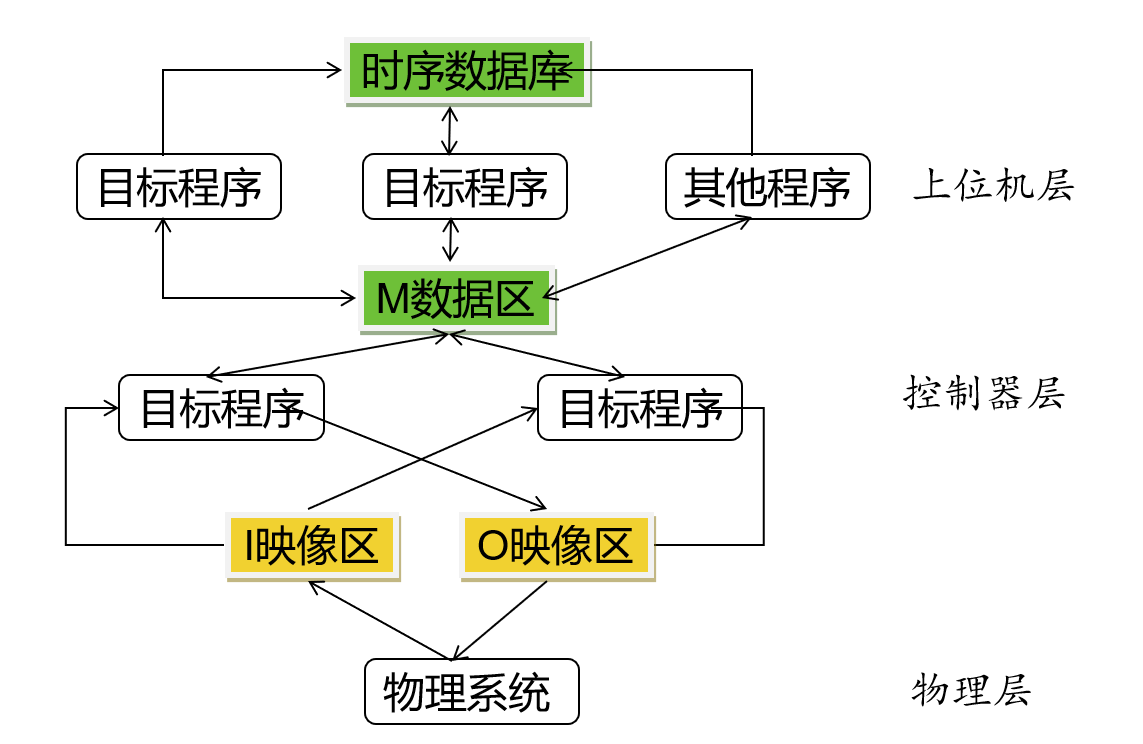 时序数据库
目标程序
目标程序
其他程序
上位机层
M数据区
目标程序
目标程序
控制器层
I映像区
O映像区
物理系统
物理层